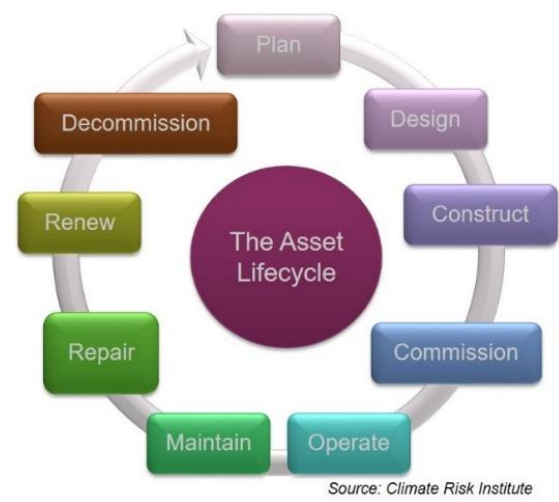 Plan
Design
Construct
Commission
Operate
Maintain
Repair
Renew
Decommission
The Asset
Lifecycle
Source: Climate Risk Institute